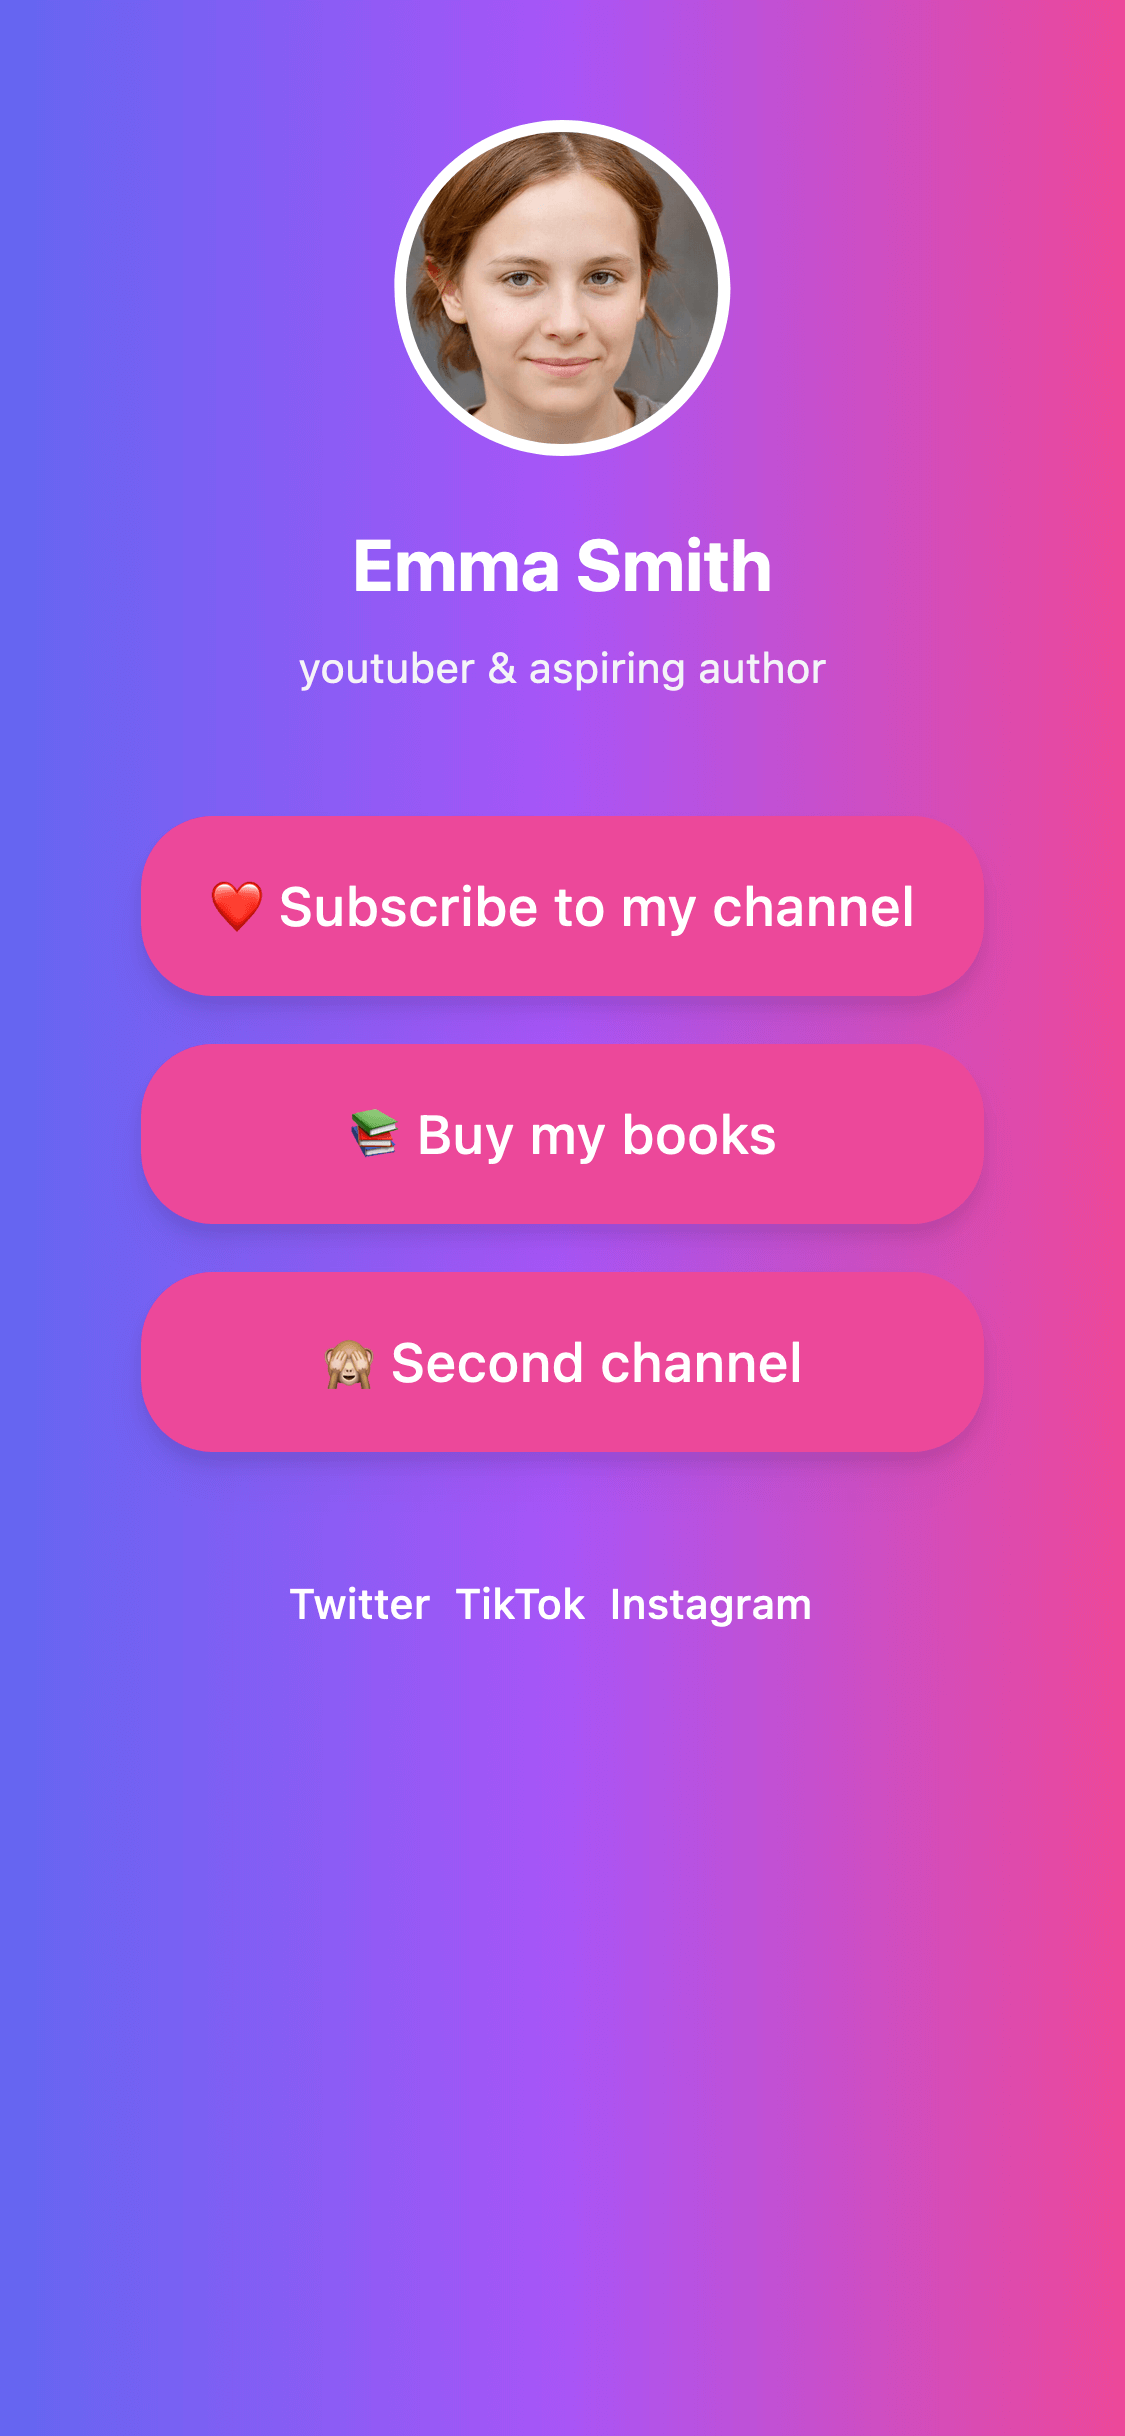 Emma Smith
youtuber & aspiring author
❤️ Subscribe to my channel
📚 Buy my books
🙈 Second channel
Twitter TikTok Instagram